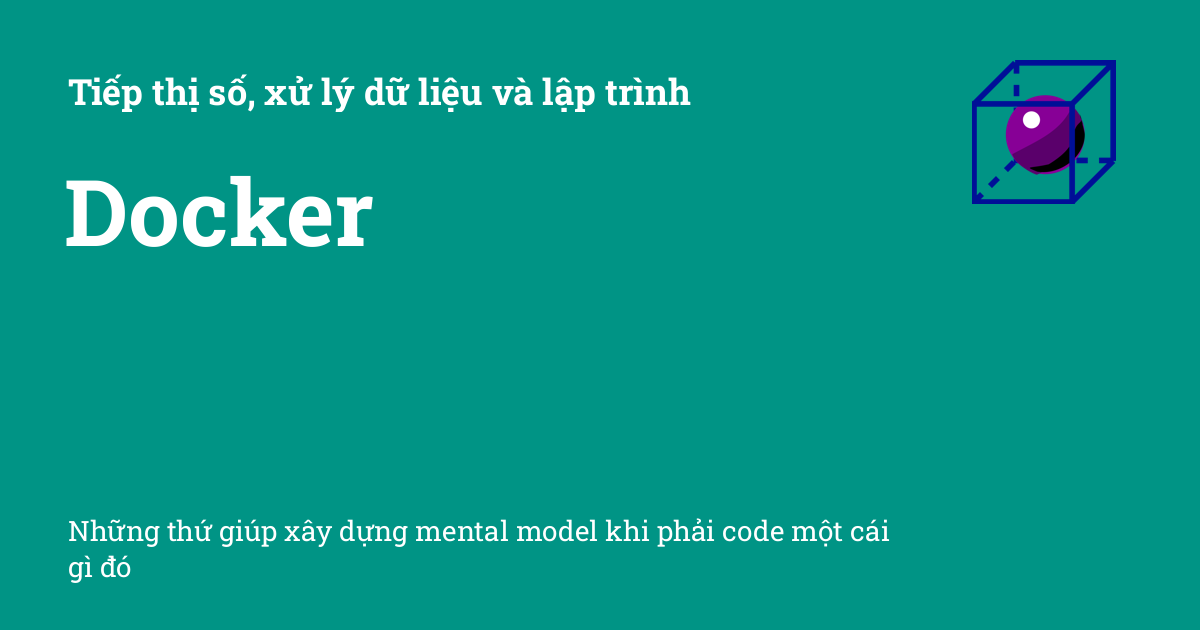 Tiếp thị số, xử lý dữ liệu và lập trình
Docker
Những thứ giúp xây dựng mental model khi phải code một cái
gì đó